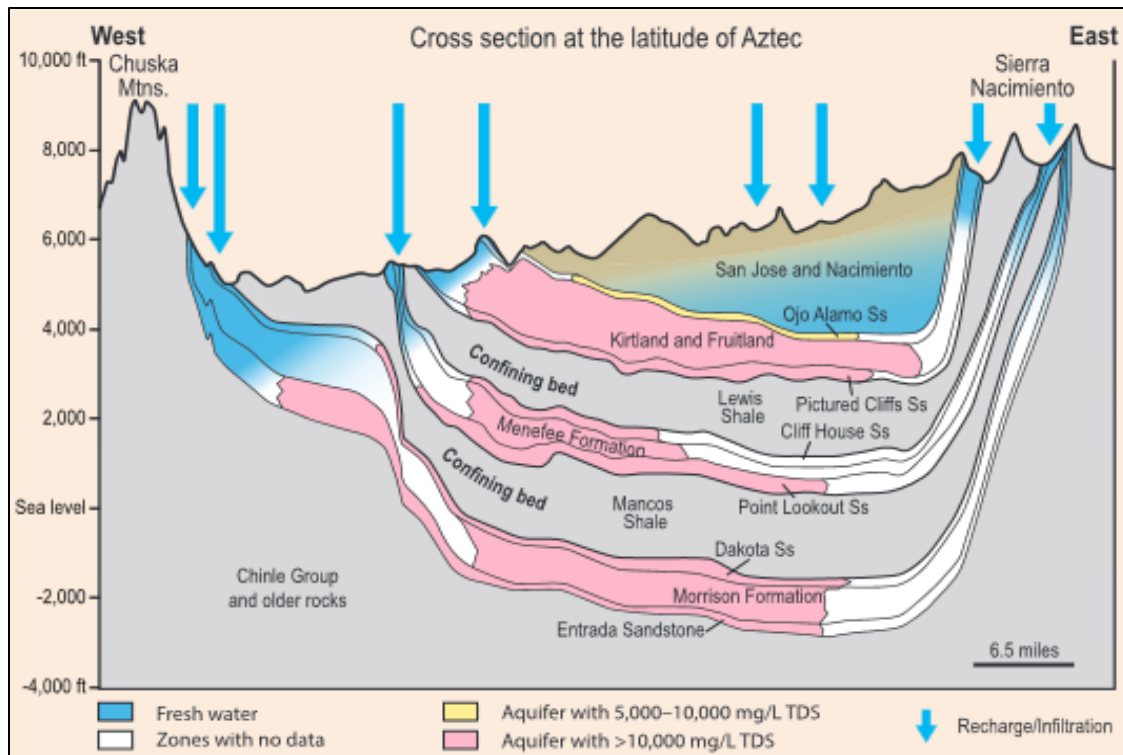 West
Cross section at the latitude of Aztec
East
10,000 ft
Chuska
Mtns.
Sierra
Nacimiento
8,000
6,000
San Jose and Nacimiento
Ojo Alamo Ss
4,000
Kirtland and Fruitland
Confining bed
Lewis
Shale
Pictured Cliffs Ss
2,000
Cliff House Ss
Menefee Formation
Confining bed
Sea level
Mancos
Shale
Point Lookout Ss
Dakota Ss
Chinle Group
and older rocks
-2,000
Morrison Formation
Entrada Sandstone
6.5 miles
-4,000 ft
Fresh water
Aquifer with 5,000–10,000 mg/L TDS
Recharge/Infiltration
Zones with no data
Aquifer with >10,000 mg/L TDS